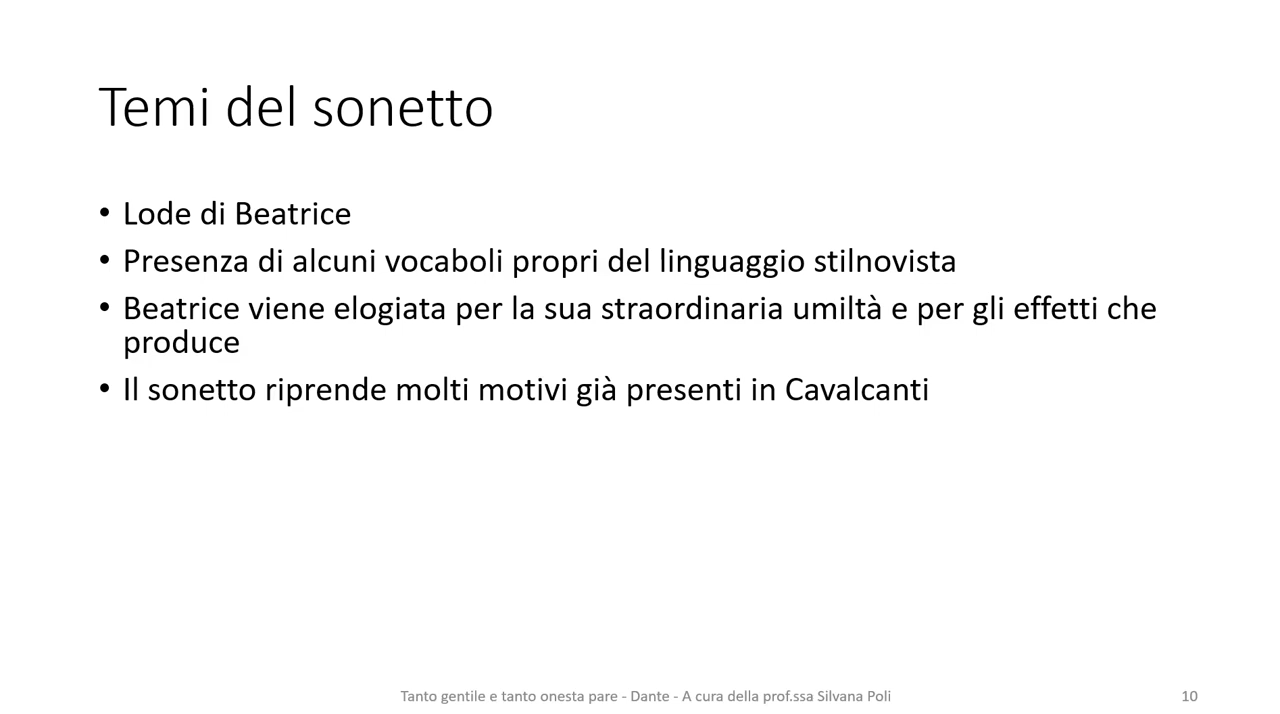 Temi del sonetto
• Lode di Beatrice
• Presenza di alcuni vocaboli propri del linguaggio stilnovista
• Beatrice viene elogiata per la sua straordinaria umiltà e per gli effetti che
produce
• Il sonetto riprende molti motivi già presenti in Cavalcanti
Tanto gentile e tanto onesta pare - Dante - A cura della prof.ssa Silvana Poli
10